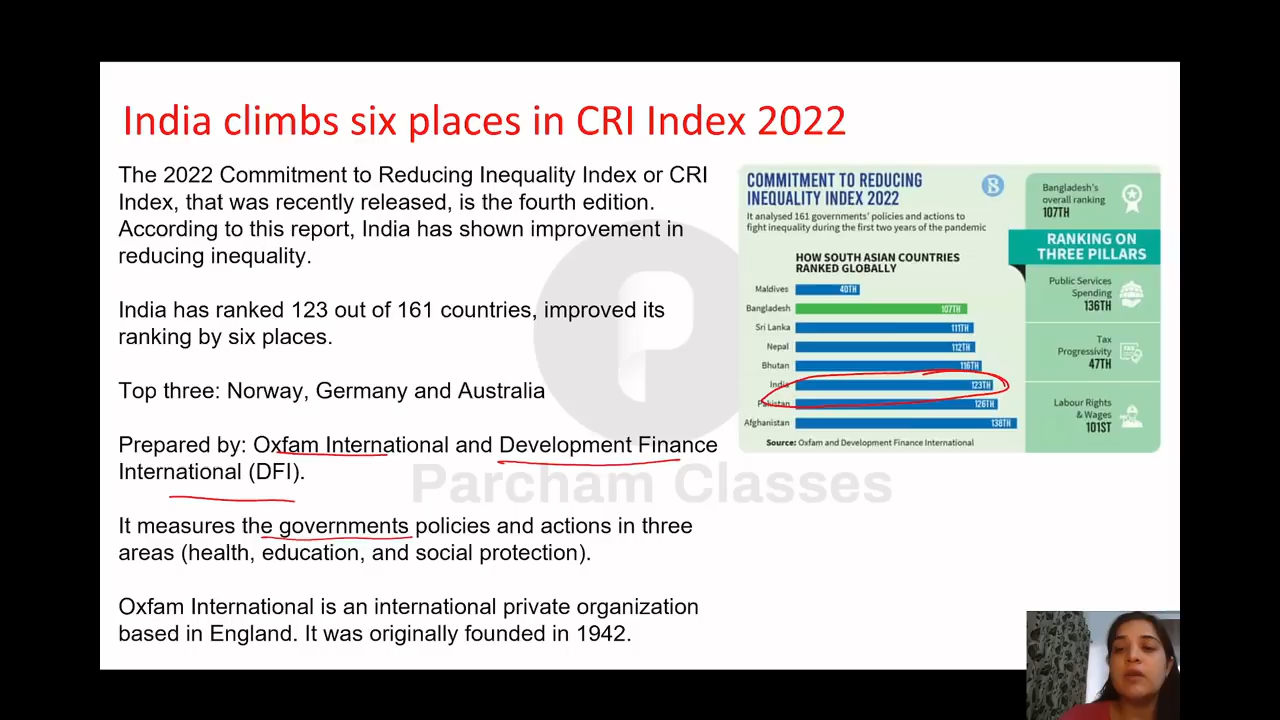 India climbs six places in CRI Index 2022
The 2022 Commitment to Reducing Inequality Index or CRI
Index, that was recently released, is the fourth edition.
According to this report, India has shown improvement in
reducing inequality.
India has ranked 123 out of 161 countries, improved its
ranking by six places.
Top three: Norway, Germany and Australia
Prepared by: Oxfam International and Development Finance
International (DFI).
It measures the governments policies and actions in three
areas (health, education, and social protection).
Oxfam International is an international private organization
based in England. It was originally founded in 1942.
COMMITMENT TO REDUCING
INEQUALITY INDEX 2022
It analysed 161 governments' policies and actions to
fight inequality during the first two years of the pandemic
HOW SOUTH ASIAN COUNTRIES
RANKED GLOBALLY
Maldives 40TH
Bangladesh 107TH
Sri Lanka 111TH
Nepal 112TH
Bhutan 116TH
India 123TH
Pakistan 126TH
Afghanistan 138TH
Source: Oxfam and Development Finance International
Bangladesh's
overall ranking
107TH
RANKING ON
THREE PILLARS
Public Services
Spending
136TH
Tax
Progressivity
47TH
TAX
Labour Rights
& Wages
101ST
Parcham Classes